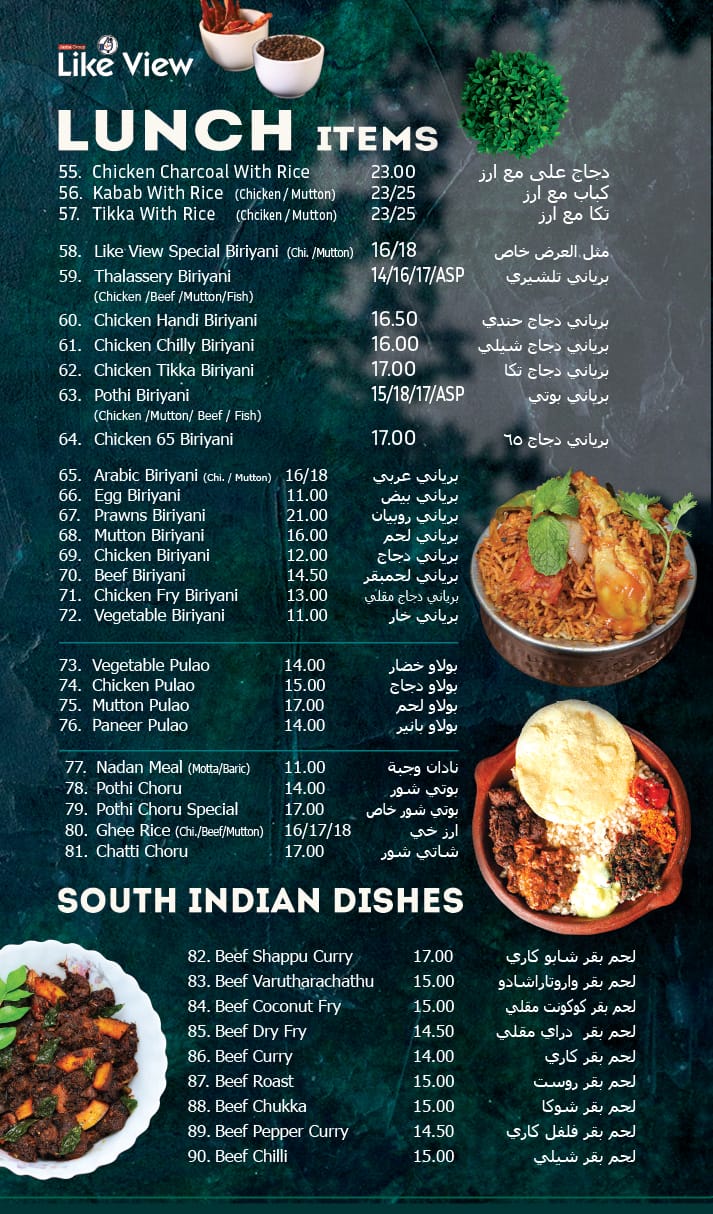 Jaabir Group
Like View
LUNCH ITEMS
55. Chicken Charcoal With Rice 23.00 دجاج على مع ارز
56. Kabab With Rice (Chicken / Mutton) 23/25 كباب مع ارز
57. Tikka With Rice (Chciken / Mutton) 23/25 تكا مع ارز
58. Like View Special Biriyani (Chi. /Mutton) 16/18 مثل العرض خاص
59. Thalassery Biriyani 14/16/17/ASP برياني تلشيري
(Chicken /Beef /Mutton/Fish)
60. Chicken Handi Biriyani 16.50 برياني دجاج حندي
61. Chicken Chilly Biriyani 16.00 برياني دجاج شيلي
62. Chicken Tikka Biriyani 17.00 برياني دجاج تكا
63. Pothi Biriyani 15/18/17/ASP برياني بوتي
(Chicken /Mutton/ Beef / Fish)
64. Chicken 65 Biriyani 17.00 برياني دجاج ٦٥
65. Arabic Biriyani (Chi. / Mutton) 16/18 برياني عربي
66. Egg Biriyani 11.00 برياني بيض
67. Prawns Biriyani 21.00 برياني روبيان
68. Mutton Biriyani 16.00 برياني لحم
69. Chicken Biriyani 12.00 برياني دجاج
70. Beef Biriyani 14.50 برياني لحمبقر
71. Chicken Fry Biriyani 13.00 برياني دجاج مقلي
72. Vegetable Biriyani 11.00 برياني خار
73. Vegetable Pulao 14.00 بولاو خضار
74. Chicken Pulao 15.00 بولاو دجاج
75. Mutton Pulao 17.00 بولاو لحم
76. Paneer Pulao 14.00 بولاو بانير
77. Nadan Meal (Motta/Baric) 11.00 نادان وجبة
78. Pothi Choru 14.00 بوتي شور
79. Pothi Choru Special 17.00 بوتي شور خاص
80. Ghee Rice (Chi./Beef/Mutton) 16/17/18 ارز خي
81. Chatti Choru 17.00 شاتي شور
SOUTH INDIAN DISHES
82. Beef Shappu Curry 17.00 لحم بقر شابو كاري
83. Beef Varutharachathu 15.00 لحم بقر واروتاراشادو
84. Beef Coconut Fry 15.00 لحم بقر كوكونت مقلي
85. Beef Dry Fry 14.50 لحم بقر دراي مقلي
86. Beef Curry 14.00 لحم بقر كاري
87. Beef Roast 15.00 لحم بقر روست
88. Beef Chukka 15.00 لحم بقر شوكا
89. Beef Pepper Curry 14.50 لحم بقر فلفل كاري
90. Beef Chilli 15.00 لحم بقر شيلي